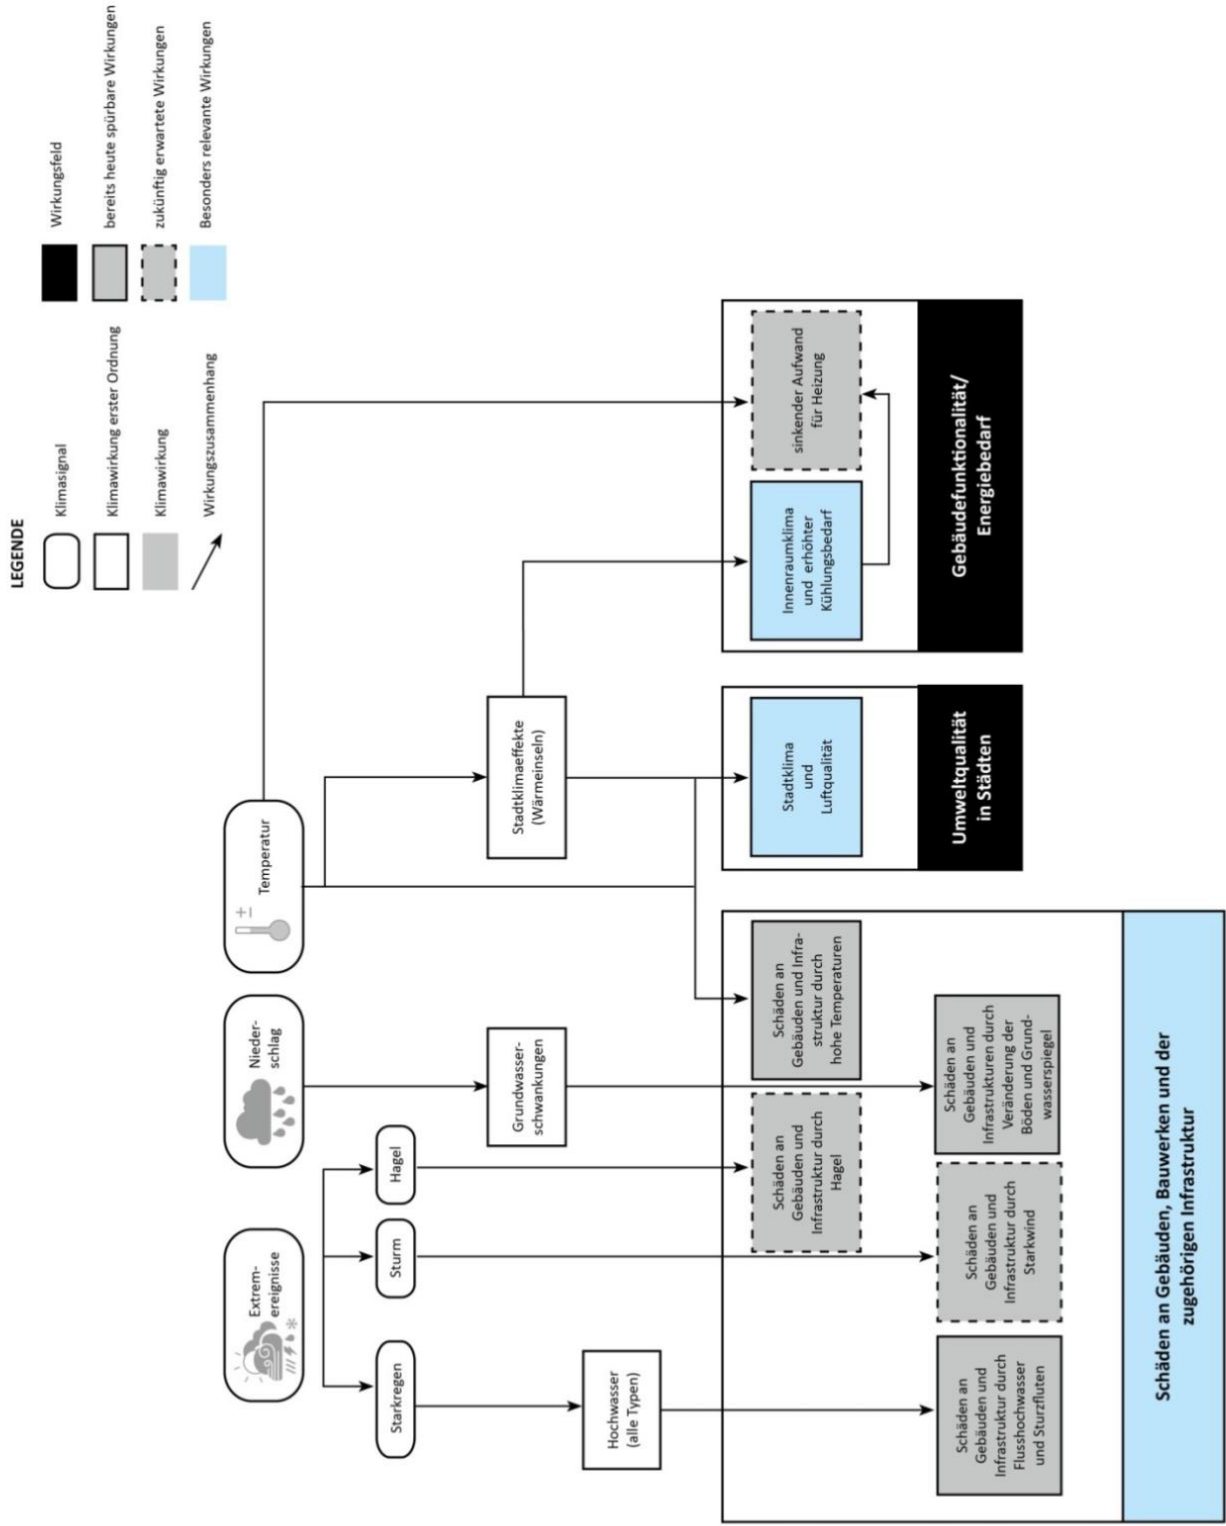 LEGENDE
Klimasignal
Klimawirkung erster Ordnung
Klimawirkung
Wirkungszusammenhang
Wirkungsfeld
bereits heute spürbare Wirkungen
zukünftig erwartete Wirkungen
Besonders relevante Wirkungen
Extrem-
ereignisse
Nieder-
schlag
Temperatur
Starkregen
Sturm
Hagel
Grundwasser-
schwankungen
Stadtklimaeffekte
(Wärmeinseln)
Hochwasser
(alle Typen)
Schäden an
Gebäuden und
Infrastruktur durch
Hagel
Schäden an
Gebäuden und Infra-
struktur durch
hohe Temperaturen
Stadtklima
und
Luftqualität
Innenraumklima
und erhöhter
Kühlungsbedarf
sinkender Aufwand
für Heizung
Schäden an
Gebäuden und
Infrastruktur durch
Flusshochwasser
und Sturzfluten
Schäden an
Gebäuden und
Infrastruktur durch
Starkwind
Schäden an
Gebäuden und
Infrastrukturen durch
Veränderung der
Böden und Grund-
wasserspiegel
Schäden an Gebäuden, Bauwerken und der
zugehörigen Infrastruktur
Umweltqualität
in Städten
Gebäudefunktionalität/
Energiebedarf